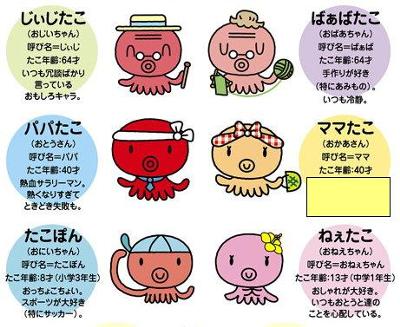 じぃじたこ
（おじいちゃん）
呼び名＝じぃじ
たこ年齢:64才
いつも冗談ばかり
言っている
おもしろキャラ。
ばぁばたこ
（おばあちゃん）
呼び名＝ばぁば
たこ年齢:64才
手作りが好き
（特にあみもの）。
いつも冷静。
パパたこ
（おとうさん）
呼び名＝パパ
たこ年齢:40才
熱血サラリーマン。
熱くなりすぎて
ときどき失敗も。
ママたこ
（おかあさん）
呼び名＝ママ
たこ年齢:40才
たこぽん
（おにいちゃん）
呼び名＝たこぽん
たこ年齢:8才（小学3年生）
おっちょこちょい。
スポーツが大好き
（特にサッカー）。
ねぇたこ
（おねえちゃん）
呼び名＝おねぇちゃん
たこ年齢:13才（中学1年生）
おしゃれが大好き。
いつもおとうと達の
ことを心配している。